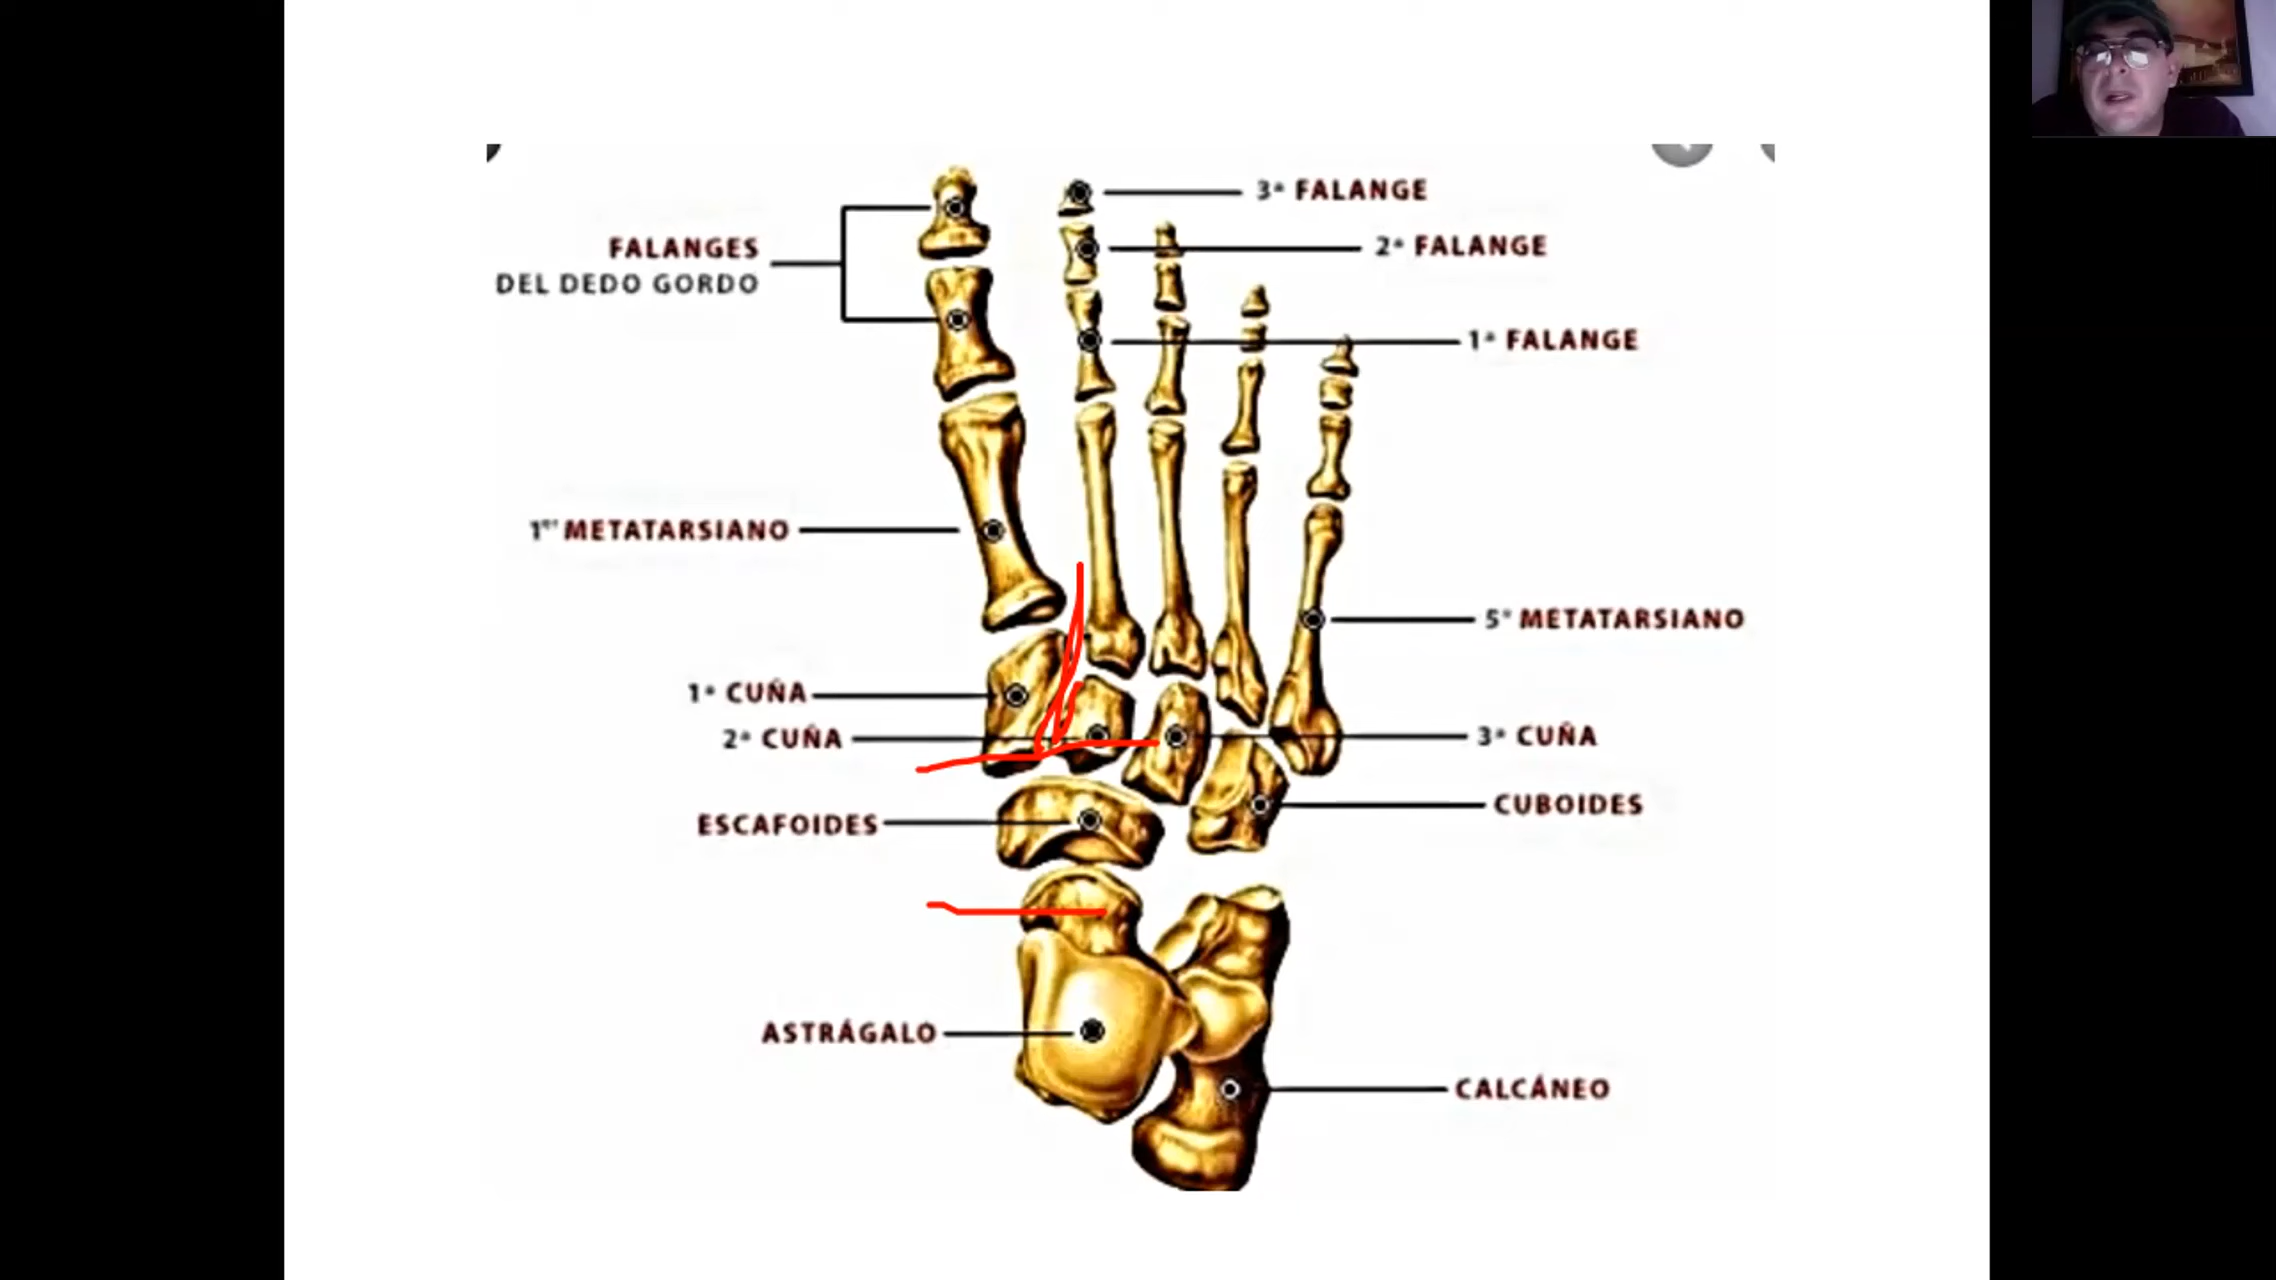 3ª FALANGE
2ª FALANGE
FALANGES
DEL DEDO GORDO
1ª FALANGE
1er METATARSIANO
5º METATARSIANO
1ª CUÑA
2ª CUÑA
3ª CUÑA
ESCAFOIDES
CUBOIDES
ASTRÁGALO
CALCÁNEO